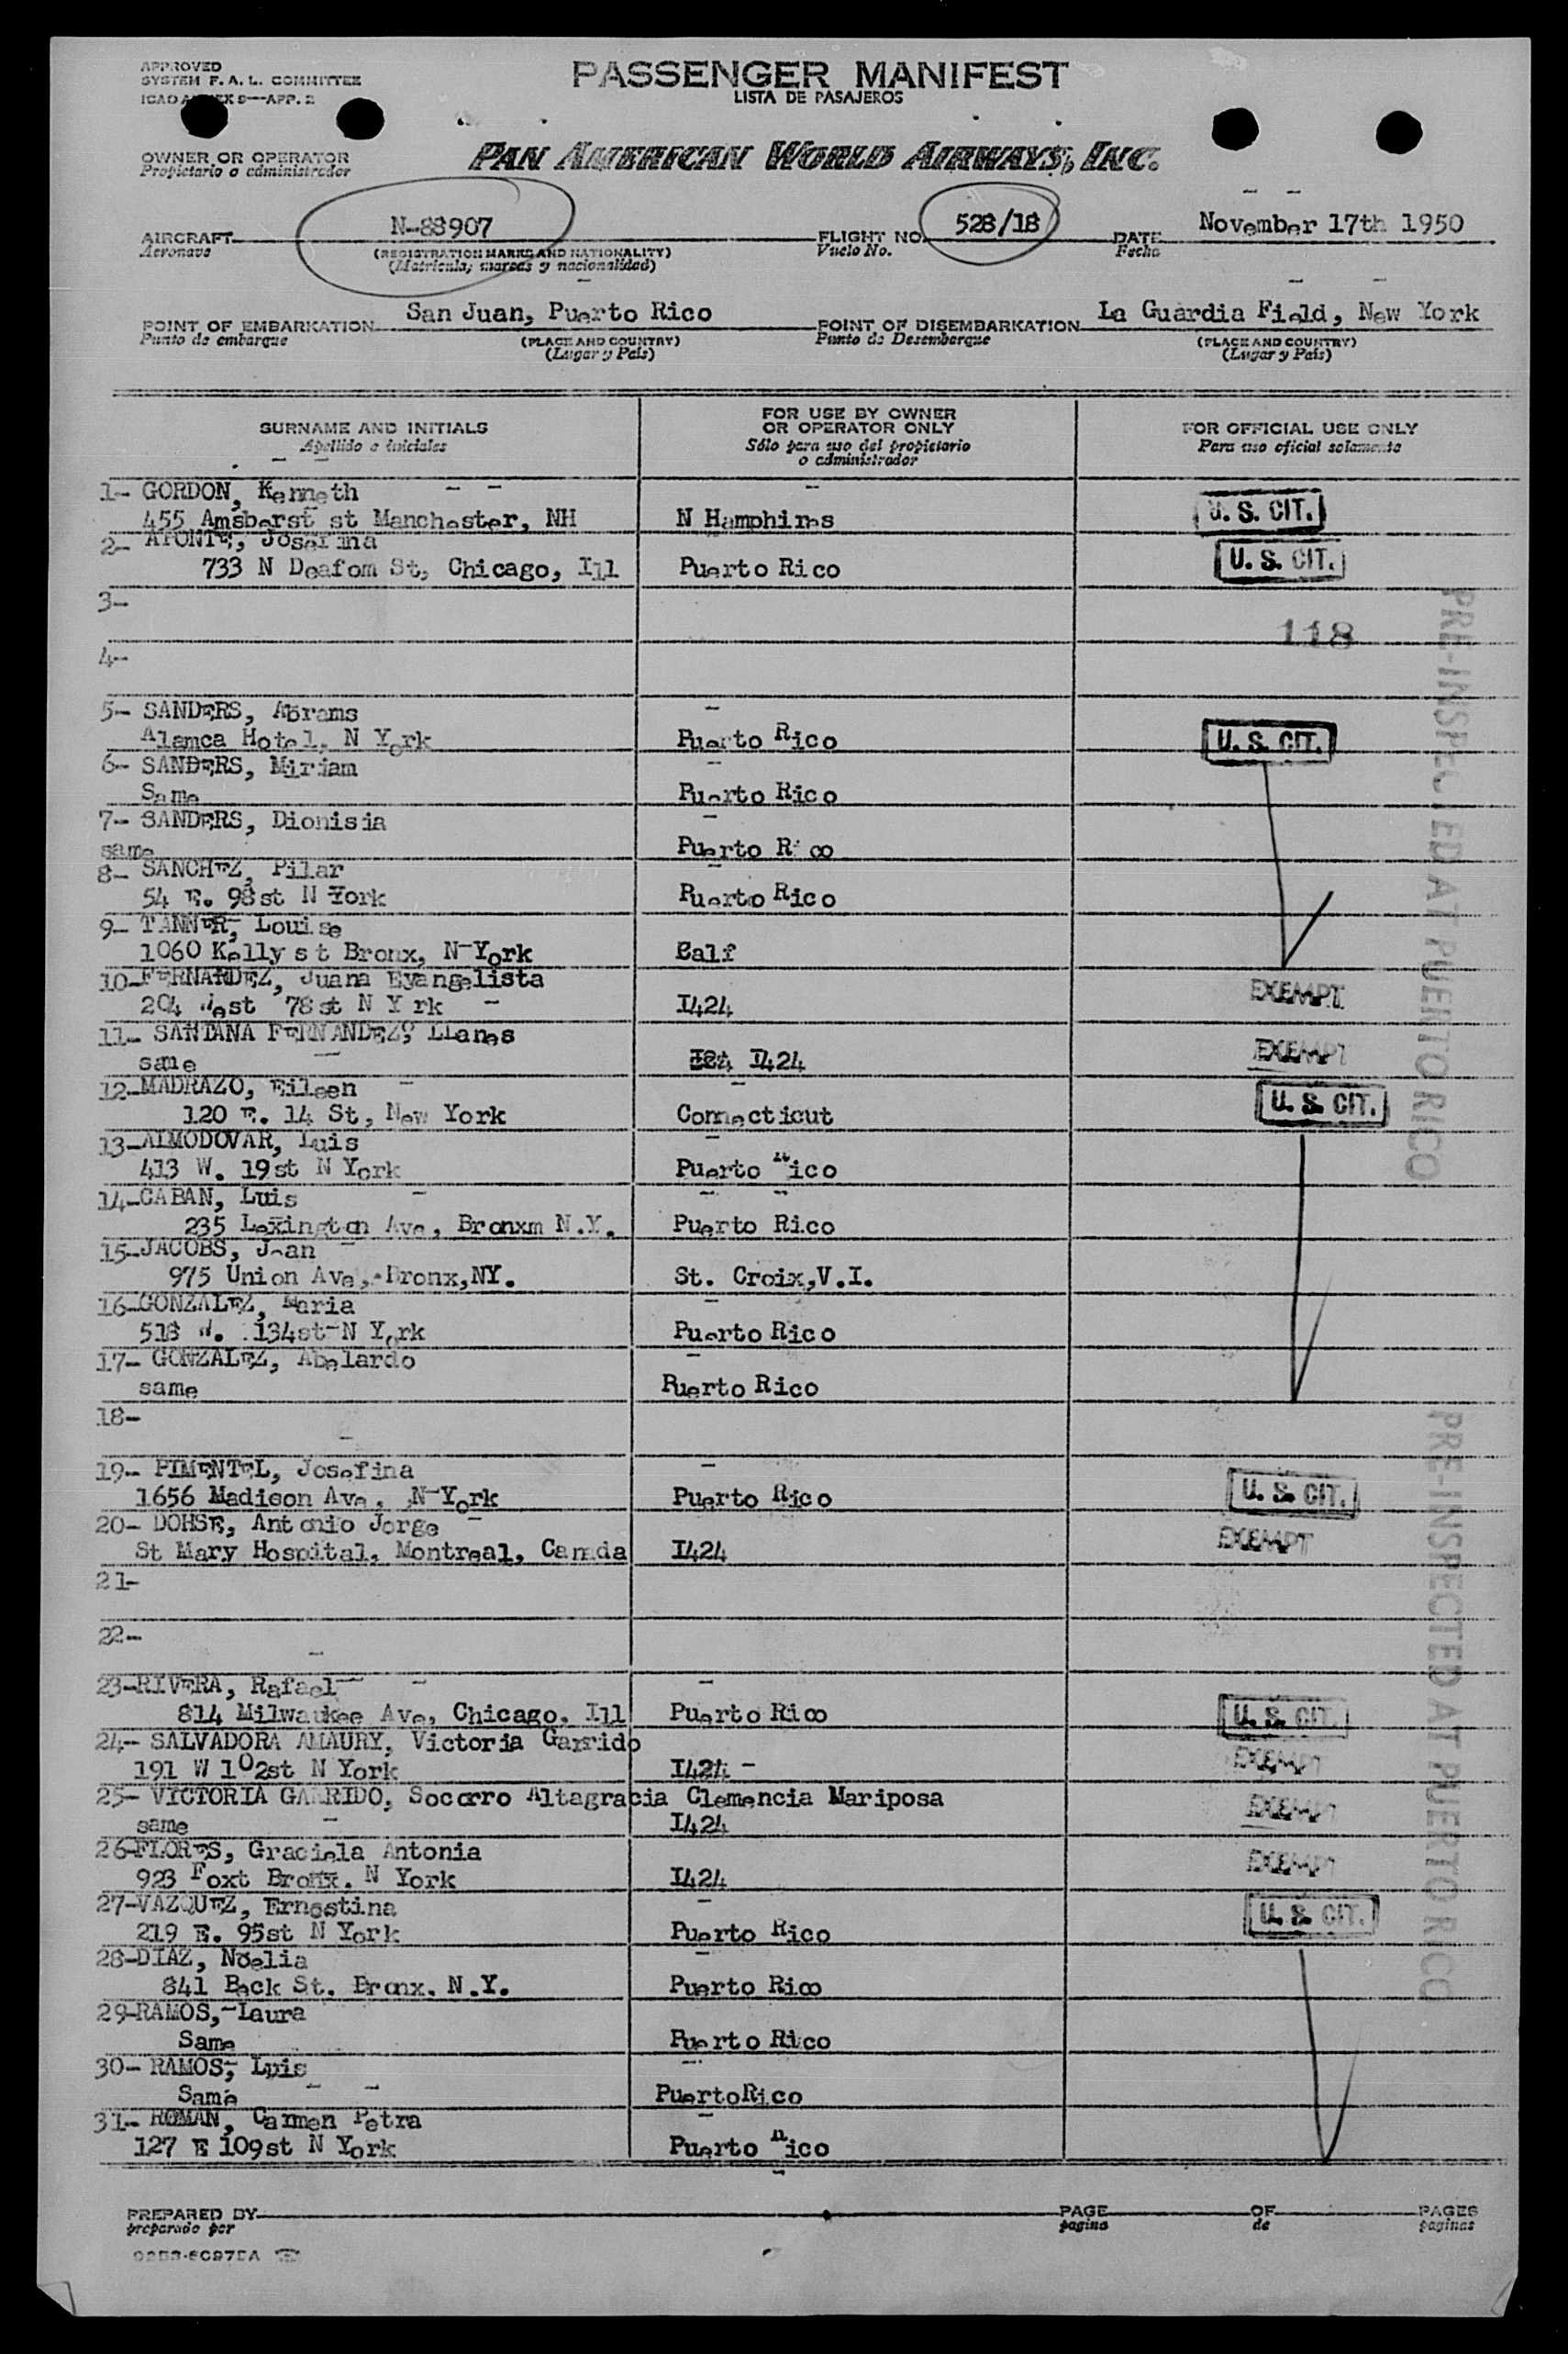 APPROVED
SYSTEM F. A. L. COMMITTEE
ICAO ANNEX 9—APP. 2
PASSENGER MANIFEST
LISTA DE PASAJEROS
OWNER OR OPERATOR
Propietario o administrador
PAN AMERICAN WORLD AIRWAYS, INC.
AIRCRAFT N-88907 FLIGHT NO. 528/18 DATE November 17th 1950
Aeronave (REGISTRATION MARKS AND NATIONALITY) Vuelo No. Fecha
(Matricula, marcas y nacionalidad)
POINT OF EMBARKATION San Juan, Puerto Rico POINT OF DISEMBARKATION La Guardia Field, New York
Punto de embarque (PLACE AND COUNTRY) Punto de Desembarque (PLACE AND COUNTRY)
(Lugar y País) (Lugar y País)
SURNAME AND INITIALS FOR USE BY OWNER OR OPERATOR ONLY FOR OFFICIAL USE ONLY
Apellido e iniciales Sólo para uso del propietario o administrador Para uso oficial solamente
1- GORDON, Kenneth
455 Amsberst st Manchester, NH N Hamphires U. S. CIT.
2- APONTE, Josefina
733 N Deafom St, Chicago, Ill Puerto Rico U. S. CIT.
3-
118
4-
5- SANDERS, Abrams
Alamca Hotel, N York Puerto Rico U. S. CIT.
6- SANDERS, Miriam
Same Puerto Rico
7- SANDERS, Dionisia
same Puerto Rico
8- SANCHEZ, Pilar
54 E. 98st N York Puerto Rico
9- TANNER, Louise
1060 Kelly st Bronx, N York Calf
10-FERNANDEZ, Juana Evangelista
204 West 78st N Y rk I424 EXEMPT
11- SANTANA FERNANDEZ, LLanes
same I424 EXEMPT
12-MADRAZO, Eileen
120 E. 14 St, New York Connecticut U. S. CIT.
13-ALMODOVAR, Luis
413 W. 19st N York Puerto Rico
14-CABAN, Luis
235 Lexington Ave, Bronxm N.Y. Puerto Rico
15-JACOBS, Jean
975 Union Ave, Bronx,NY. St. Croix,V.I.
16-GONZALEZ, Maria
518 W. 134st N York Puerto Rico
17- GONZALEZ, Abelardo
same Puerto Rico
18-
19- PIMENTEL, Josefina
1656 Madison Ave, N York Puerto Rico U. S. CIT.
20- DOHSE, Antonio Jorge
St Mary Hospital, Montreal, Canada I424 EXEMPT
21-
22-
23-RIVERA, Rafael
814 Milwaukee Ave, Chicago. Ill Puerto Rico U. S. CIT.
24- SALVADORA AMAURY, Victoria Garrido
191 W 102st N York I424 - EXEMPT
25- VICTORIA GARRIDO, Socorro Altagracia Clemencia Mariposa
same I424 EXEMPT
26-FLORES, Graciela Antonia
923 Foxt Bronx. N York I424 EXEMPT
27-VAZQUEZ, Ernestina
219 E. 95st N York Puerto Rico U. S. CIT.
28-DIAZ, Noelia
841 Beck St. Bronx. N.Y. Puerto Rico
29-RAMOS, Laura
Same Puerto Rico
30- RAMOS, Luis
Same PuertoRico
31- ROMAN, Carmen Petra
127 E 109st N York Puerto Rico
PRE-INSPECTED AT PUERTO RICO
PRE-INSPECTED AT PUERTO RICO
PREPARED BY PAGE OF PAGES
preparado por pagina de paginas